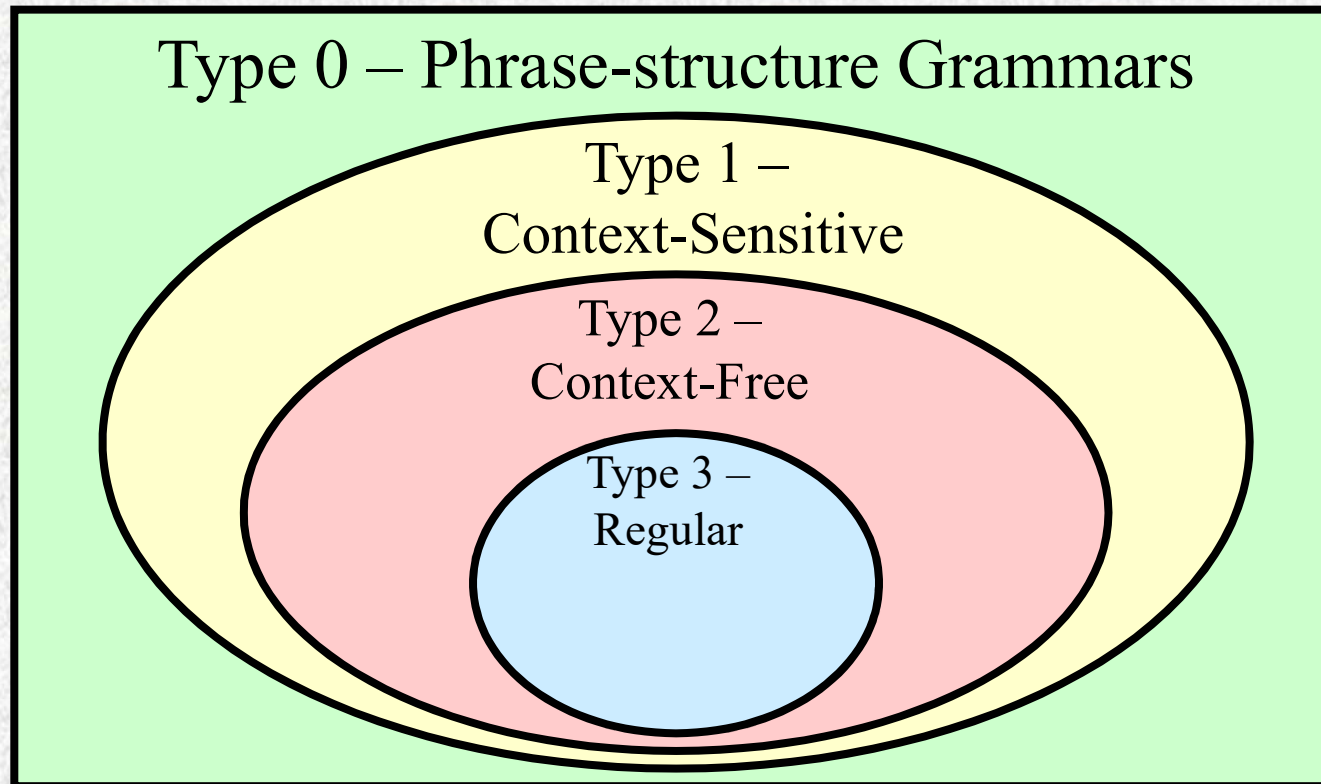 Type 0 – Phrase-structure Grammars
Type 1 –
Context-Sensitive
Type 2 –
Context-Free
Type 3 –
Regular